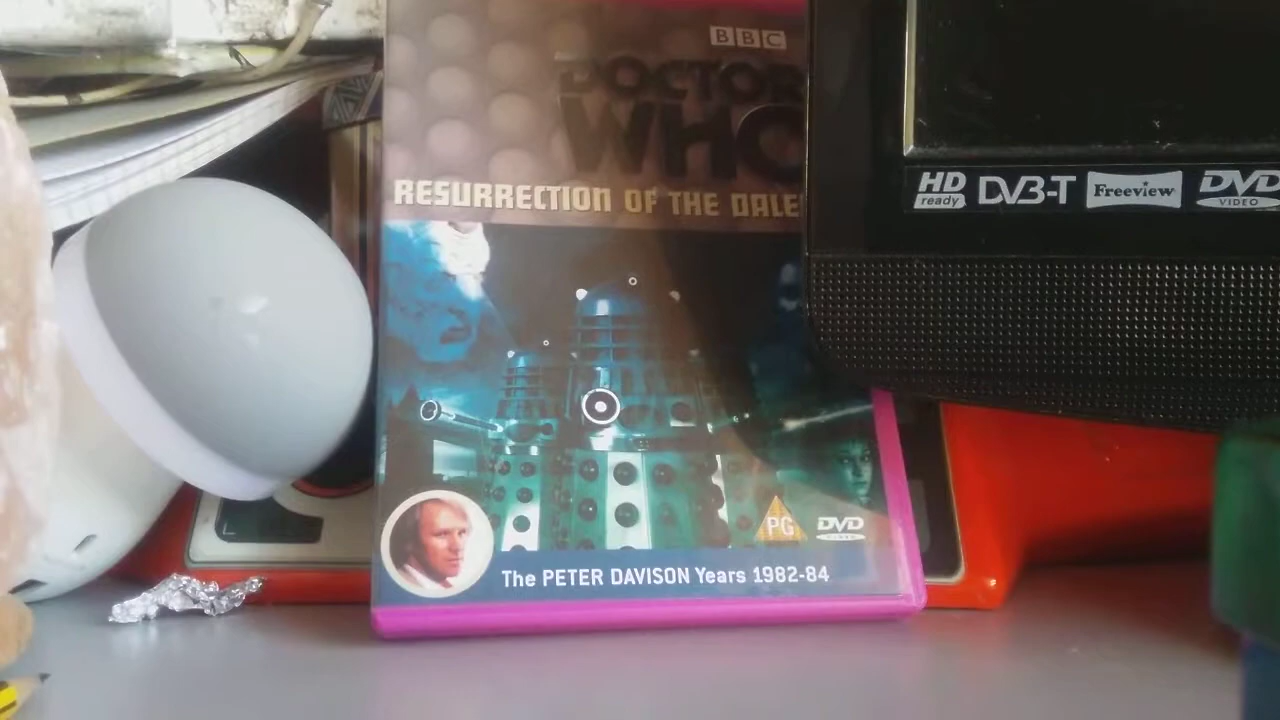 BBC
DOCTOR
WHO
RESURRECTION OF THE DALE
PG
DVD
VIDEO
The PETER DAVISON Years 1982-84
HD
ready
DVB-T
Freeview
DVD
VIDEO